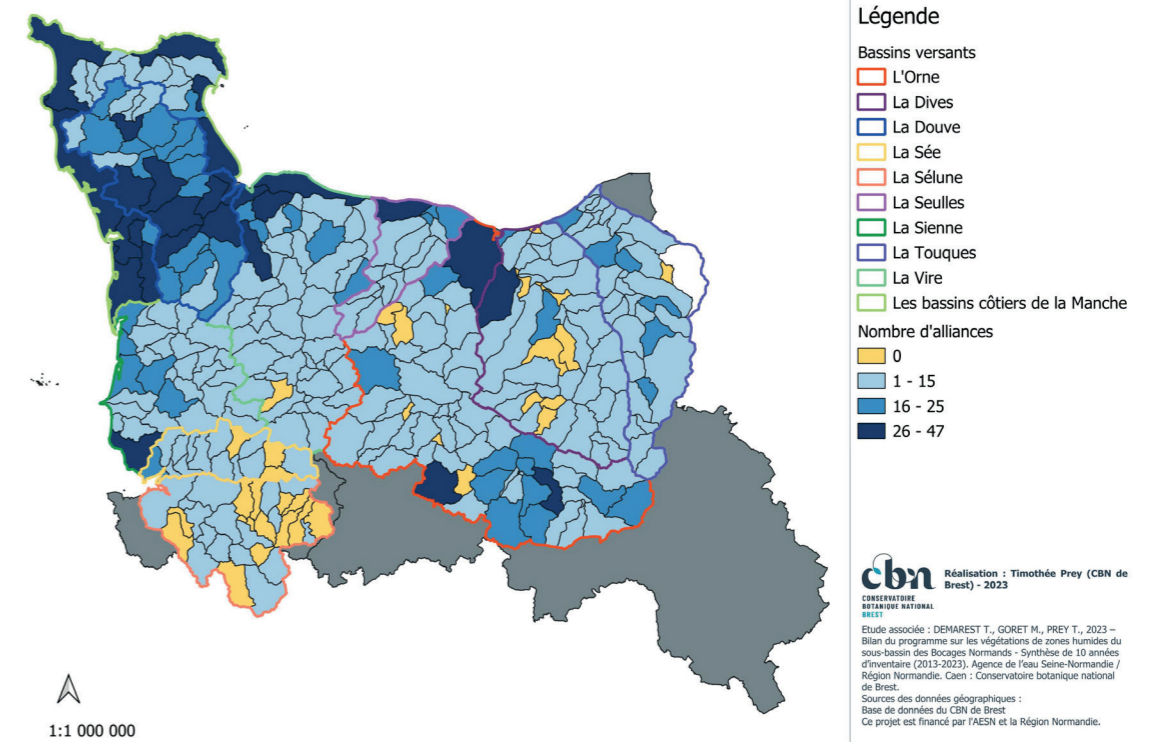 Légende
Bassins versants
L'Orne
La Dives
La Douve
La Sée
La Sélune
La Seulles
La Sienne
La Touques
La Vire
Les bassins côtiers de la Manche
Nombre d'alliances
0
1 - 15
16 - 25
26 - 47
cbn
CONSERVATOIRE
BOTANIQUE NATIONAL
BREST
Réalisation : Timothée Prey (CBN de
Brest) - 2023
Etude associée : DEMAREST T., GORET M., PREY T., 2023 –
Bilan du programme sur les végétations de zones humides du
sous-bassin des Bocages Normands - Synthèse de 10 années
d'inventaire (2013-2023). Agence de l'eau Seine-Normandie /
Région Normandie. Caen : Conservatoire botanique national
de Brest.
Sources des données géographiques :
Base de données du CBN de Brest
Ce projet est financé par l'AESN et la Région Normandie.
1:1 000 000